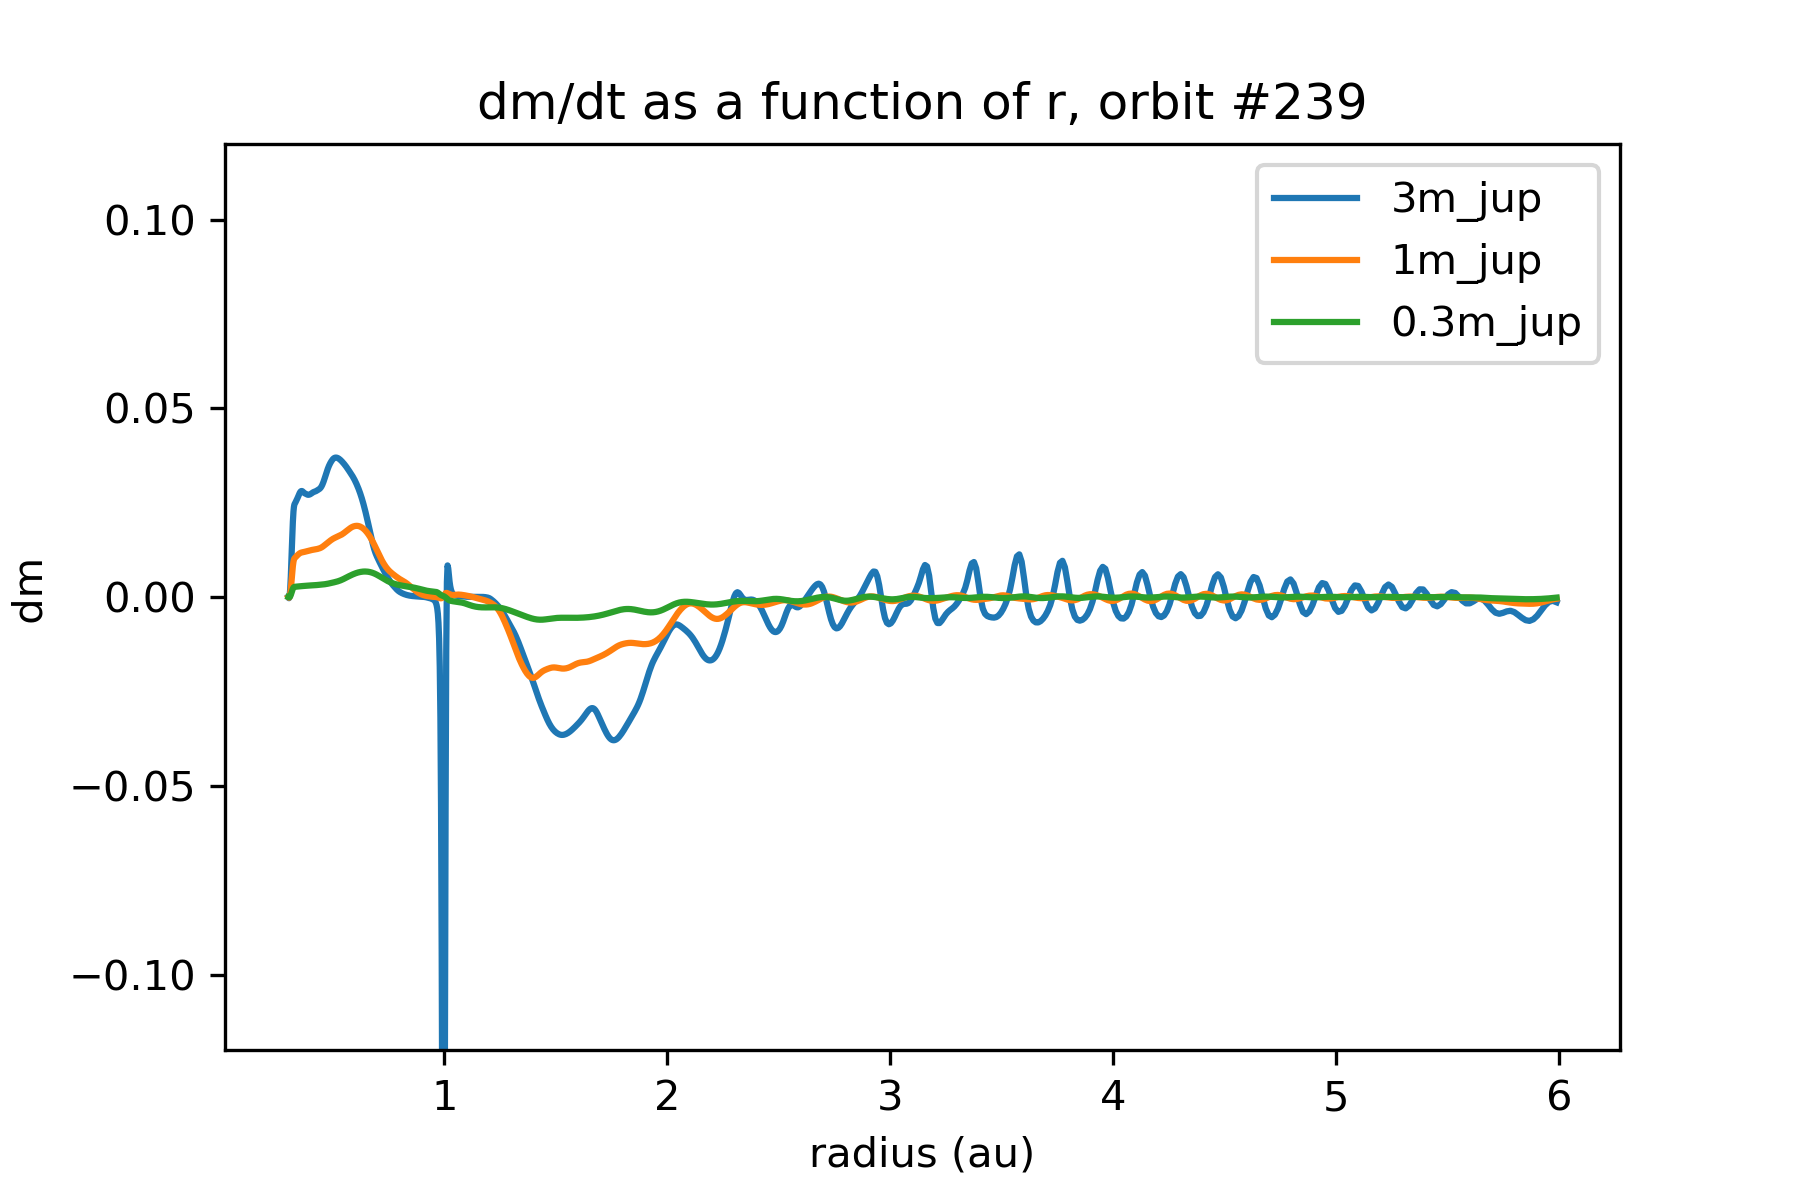 dm/dt as a function of r, orbit #239
3m_jup
1m_jup
0.3m_jup
dm
0.10
0.05
0.00
−0.05
−0.10
1 2 3 4 5 6
radius (au)